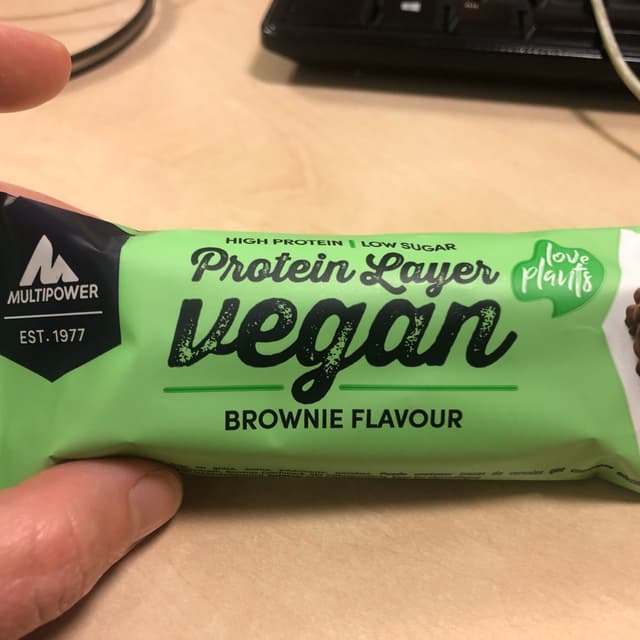 MULTIPOWER
EST. 1977
HIGH PROTEIN | LOW SUGAR
Protein Layer
vegan
BROWNIE FLAVOUR
love
plants